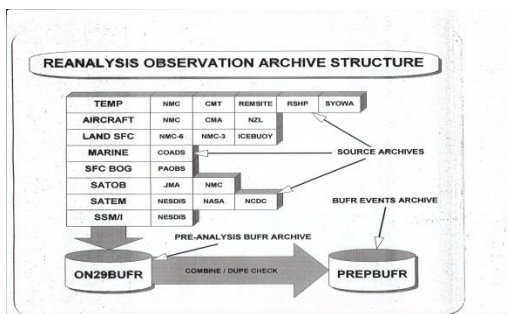 REANALYSIS OBSERVATION ARCHIVE STRUCTURE
TEMP NMC CMT REMSITE RSHP SYOWA
AIRCRAFT NMC CMA NZL
LAND SFC NMC-6 NMC-3 ICEBUOY
MARINE COADS
SOURCE ARCHIVES
SFC BOG PAOBS
SATOB JMA NMC
SATEM NESDIS NASA NCDC
BUFR EVENTS ARCHIVE
SSM/I NESDIS
PRE-ANALYSIS BUFR ARCHIVE
ON29BUFR
COMBINE / DUPE CHECK
PREPBUFR